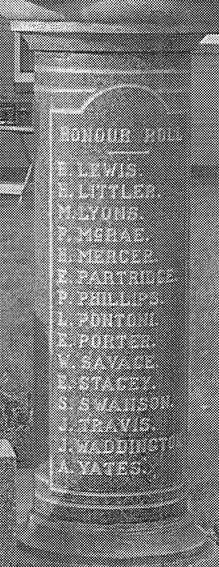 HONOUR ROLL
E. LEWIS.
H. LITTLER.
M. LYONS.
P. McRAE.
H. MERCER.
E. PARTRIDGE.
P. PHILLIPS.
L. PONTONI.
E. PORTER.
W. SAVAGE.
E. STACEY.
S. SWANSON.
J. TRAVIS.
J. WADDINGTO
A. YATES.